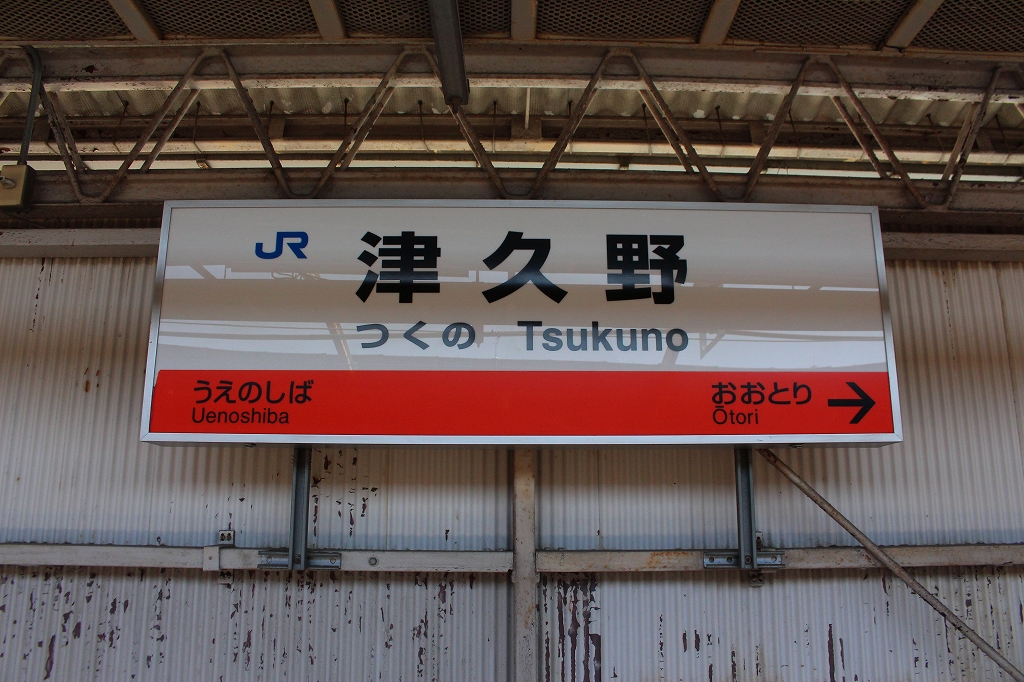 JR 津久野
つくの Tsukuno
うえのしば おおとり →
Uenoshiba Ōtori